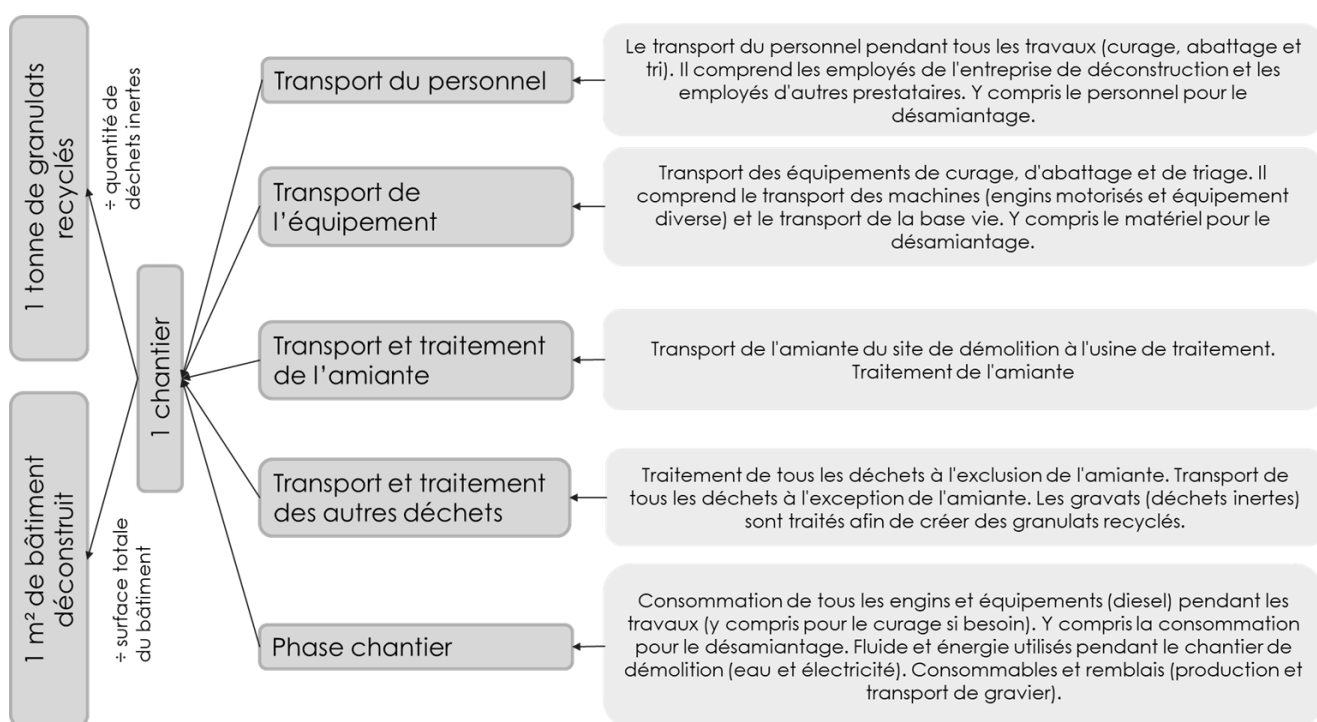 1 tonne de granulats
recyclés
÷ quantité de
déchets inertes
1 m² de bâtiment
déconstruit
÷ surface totale
du bâtiment
1 chantier
Transport du personnel
Le transport du personnel pendant tous les travaux (curage, abattage et
tri). Il comprend les employés de l'entreprise de déconstruction et les
employés d'autres prestataires. Y compris le personnel pour le
désamiantage.
Transport de
l'équipement
Transport des équipements de curage, d'abattage et de triage. Il
comprend le transport des machines (engins motorisés et équipement
diverse) et le transport de la base vie. Y compris le matériel pour le
désamiantage.
Transport et traitement
de l'amiante
Transport de l'amiante du site de démolition à l'usine de traitement.
Traitement de l'amiante
Transport et traitement
des autres déchets
Traitement de tous les déchets à l'exclusion de l'amiante. Transport de
tous les déchets à l'exception de l'amiante. Les gravats (déchets inertes)
sont traités afin de créer des granulats recyclés.
Phase chantier
Consommation de tous les engins et équipements (diesel) pendant les
travaux (y compris pour le curage si besoin). Y compris la consommation
pour le désamiantage. Fluide et énergie utilisés pendant le chantier de
démolition (eau et électricité). Consommables et remblais (production et
transport de gravier).